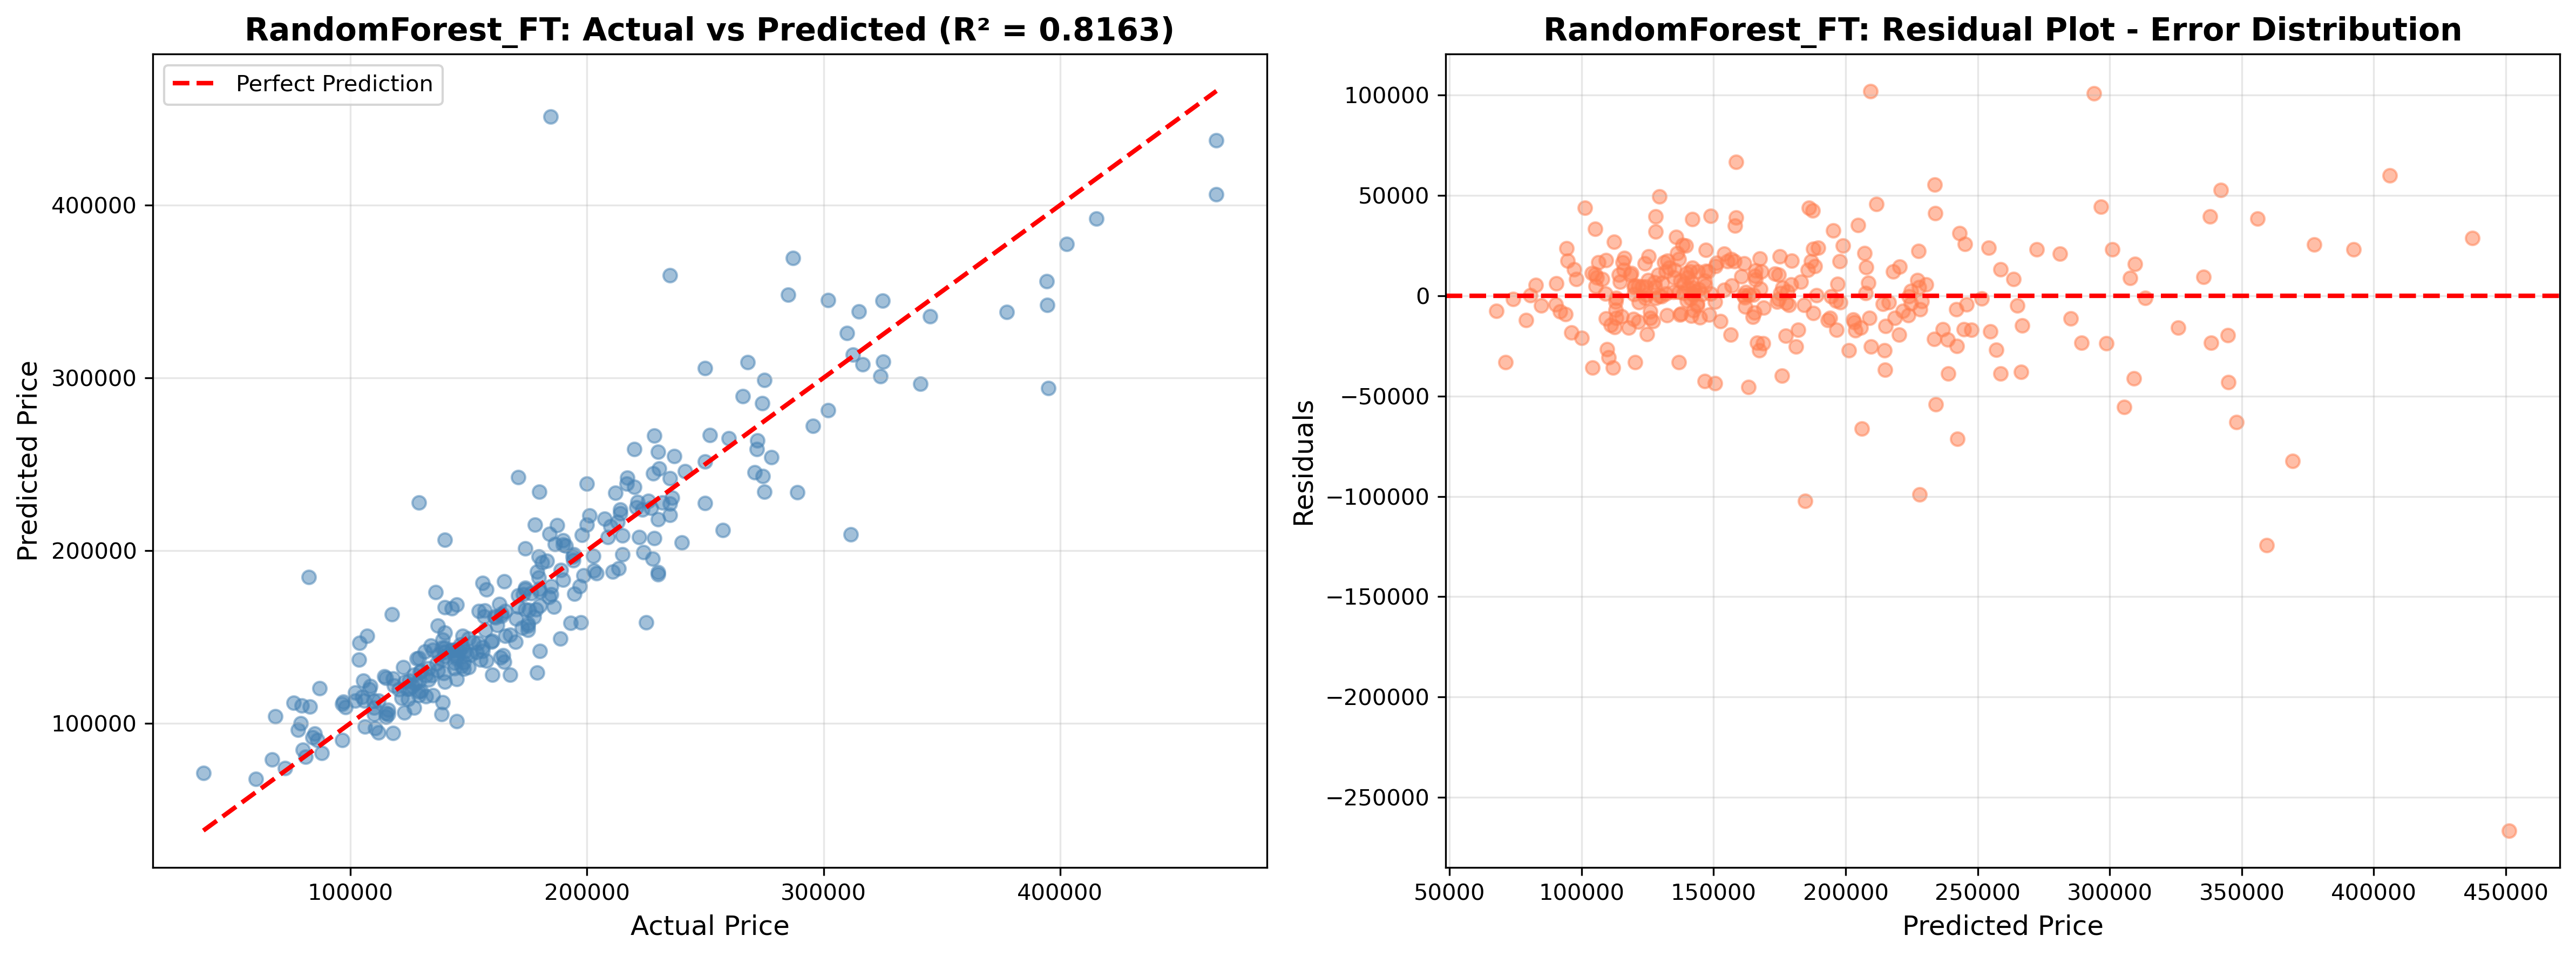 RandomForest_FT: Actual vs Predicted (R² = 0.8163)
Perfect Prediction
Predicted Price
400000
300000
200000
100000
100000 200000 300000 400000
Actual Price
RandomForest_FT: Residual Plot - Error Distribution
Residuals
100000
50000
0
−50000
−100000
−150000
−200000
−250000
50000 100000 150000 200000 250000 300000 350000 400000 450000
Predicted Price